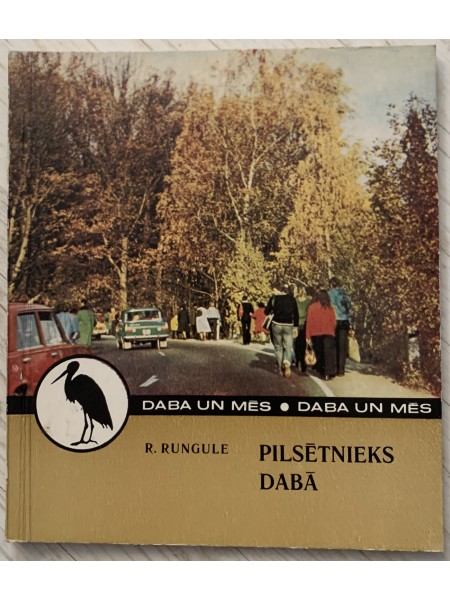 DABA UN MĒS ● DABA UN MĒS
R. RUNGULE
PILSĒTNIEKS
DABĀ